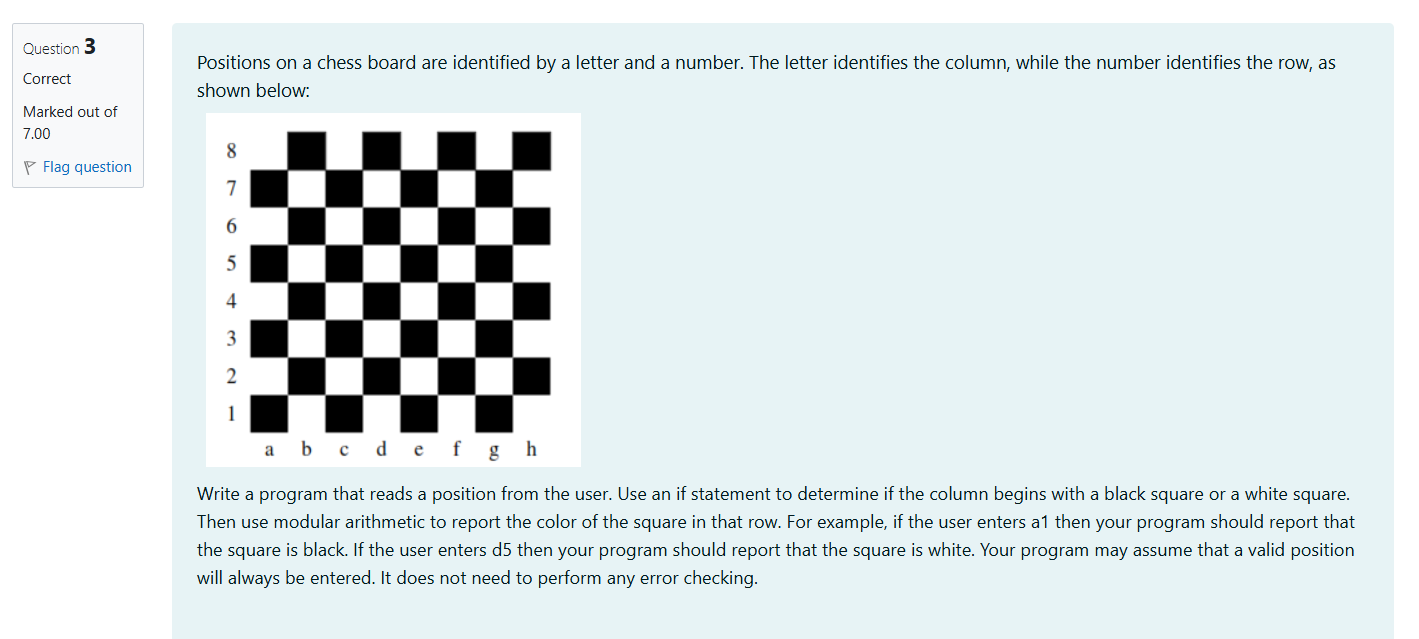 Question 3
Correct
Marked out of
7.00
Flag question
Positions on a chess board are identified by a letter and a number. The letter identifies the column, while the number identifies the row, as
shown below:
8
7
6
5
4
3
2
1
a b c d e f g h
Write a program that reads a position from the user. Use an if statement to determine if the column begins with a black square or a white square.
Then use modular arithmetic to report the color of the square in that row. For example, if the user enters a1 then your program should report that
the square is black. If the user enters d5 then your program should report that the square is white. Your program may assume that a valid position
will always be entered. It does not need to perform any error checking.